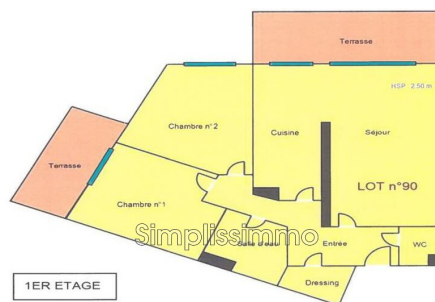 Terrasse
HSP 2.50 m
Chambre n°2
Cuisine
Séjour
Terrasse
LOT n°90
Chambre n°1
Simplissimmo
Salle d'eau
Entrée
WC
Dressing
1ER ETAGE